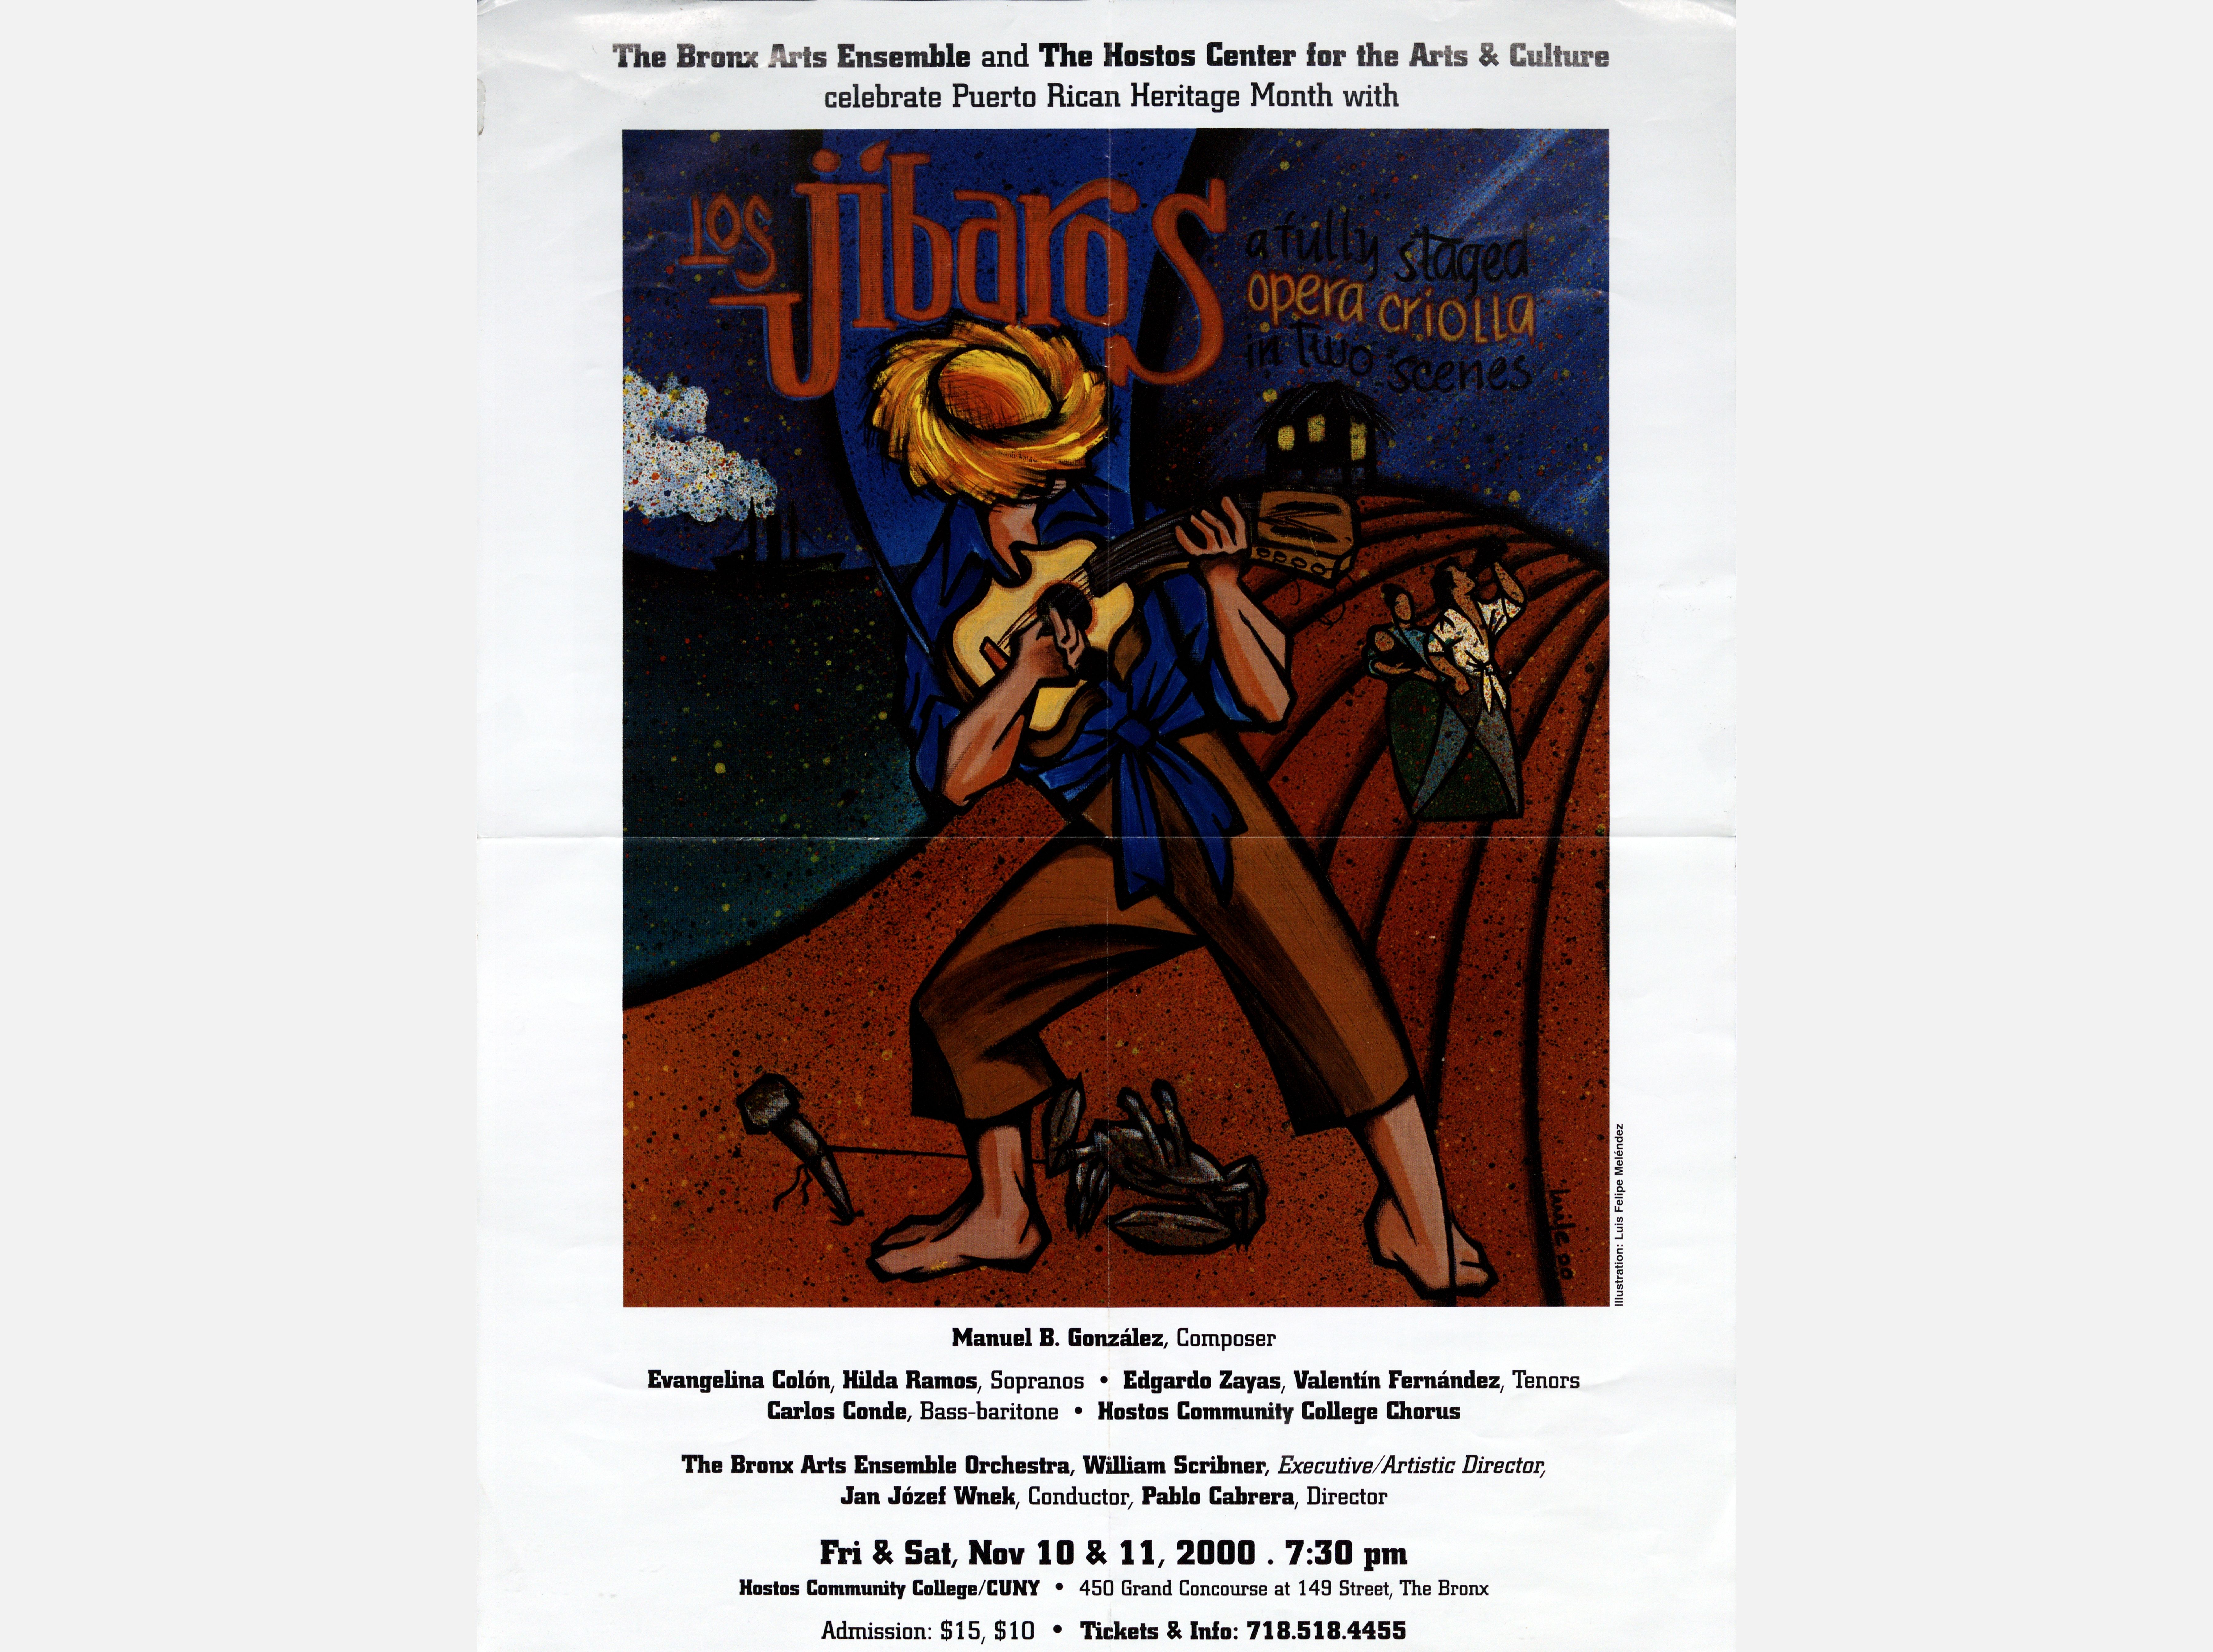 The Bronx Arts Ensemble and The Hostos Center for the Arts & Culture
celebrate Puerto Rican Heritage Month with
LOS jíbaros
a fully staged
opera criolla
in two scenes
Illustration: Luis Felipe Meléndez
Manuel B. González, Composer
Evangelina Colón, Hilda Ramos, Sopranos • Edgardo Zayas, Valentín Fernández, Tenors
Carlos Conde, Bass-baritone • Hostos Community College Chorus
The Bronx Arts Ensemble Orchestra, William Scribner, Executive/Artistic Director,
Jan Józef Wnek, Conductor, Pablo Cabrera, Director
Fri & Sat, Nov 10 & 11, 2000 . 7:30 pm
Hostos Community College/CUNY • 450 Grand Concourse at 149 Street, The Bronx
Admission: $15, $10 • Tickets & Info: 718.518.4455